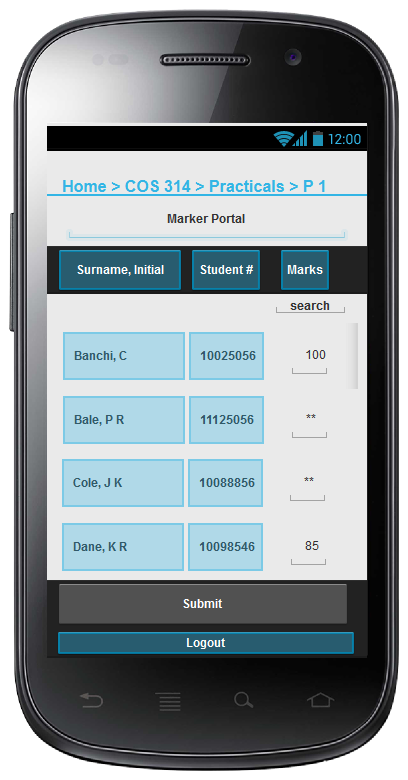 12:00
Home > COS 314 > Practicals > P 1
Marker Portal
Surname, Initial Student # Marks
search
Banchi, C 10025056 100
Bale, P R 11125056 **
Cole, J K 10088856 **
Dane, K R 10098546 85
Submit
Logout